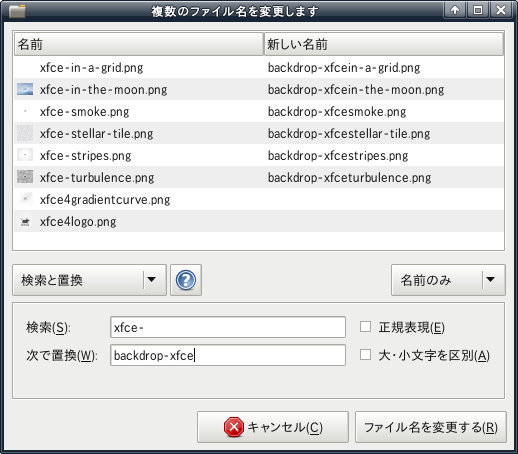 複数のファイル名を変更します
名前 新しい名前
xfce-in-a-grid.png backdrop-xfcein-a-grid.png
xfce-in-the-moon.png backdrop-xfcein-the-moon.png
xfce-smoke.png backdrop-xfcesmoke.png
xfce-stellar-tile.png backdrop-xfcestellar-tile.png
xfce-stripes.png backdrop-xfcestripes.png
xfce-turbulence.png backdrop-xfceturbulence.png
xfce4gradientcurve.png
xfce4logo.png
検索と置換 名前のみ
検索(S): xfce- 正規表現(E)
次で置換(W): backdrop-xfce 大・小文字を区別(A)
キャンセル(C) ファイル名を変更する(R)